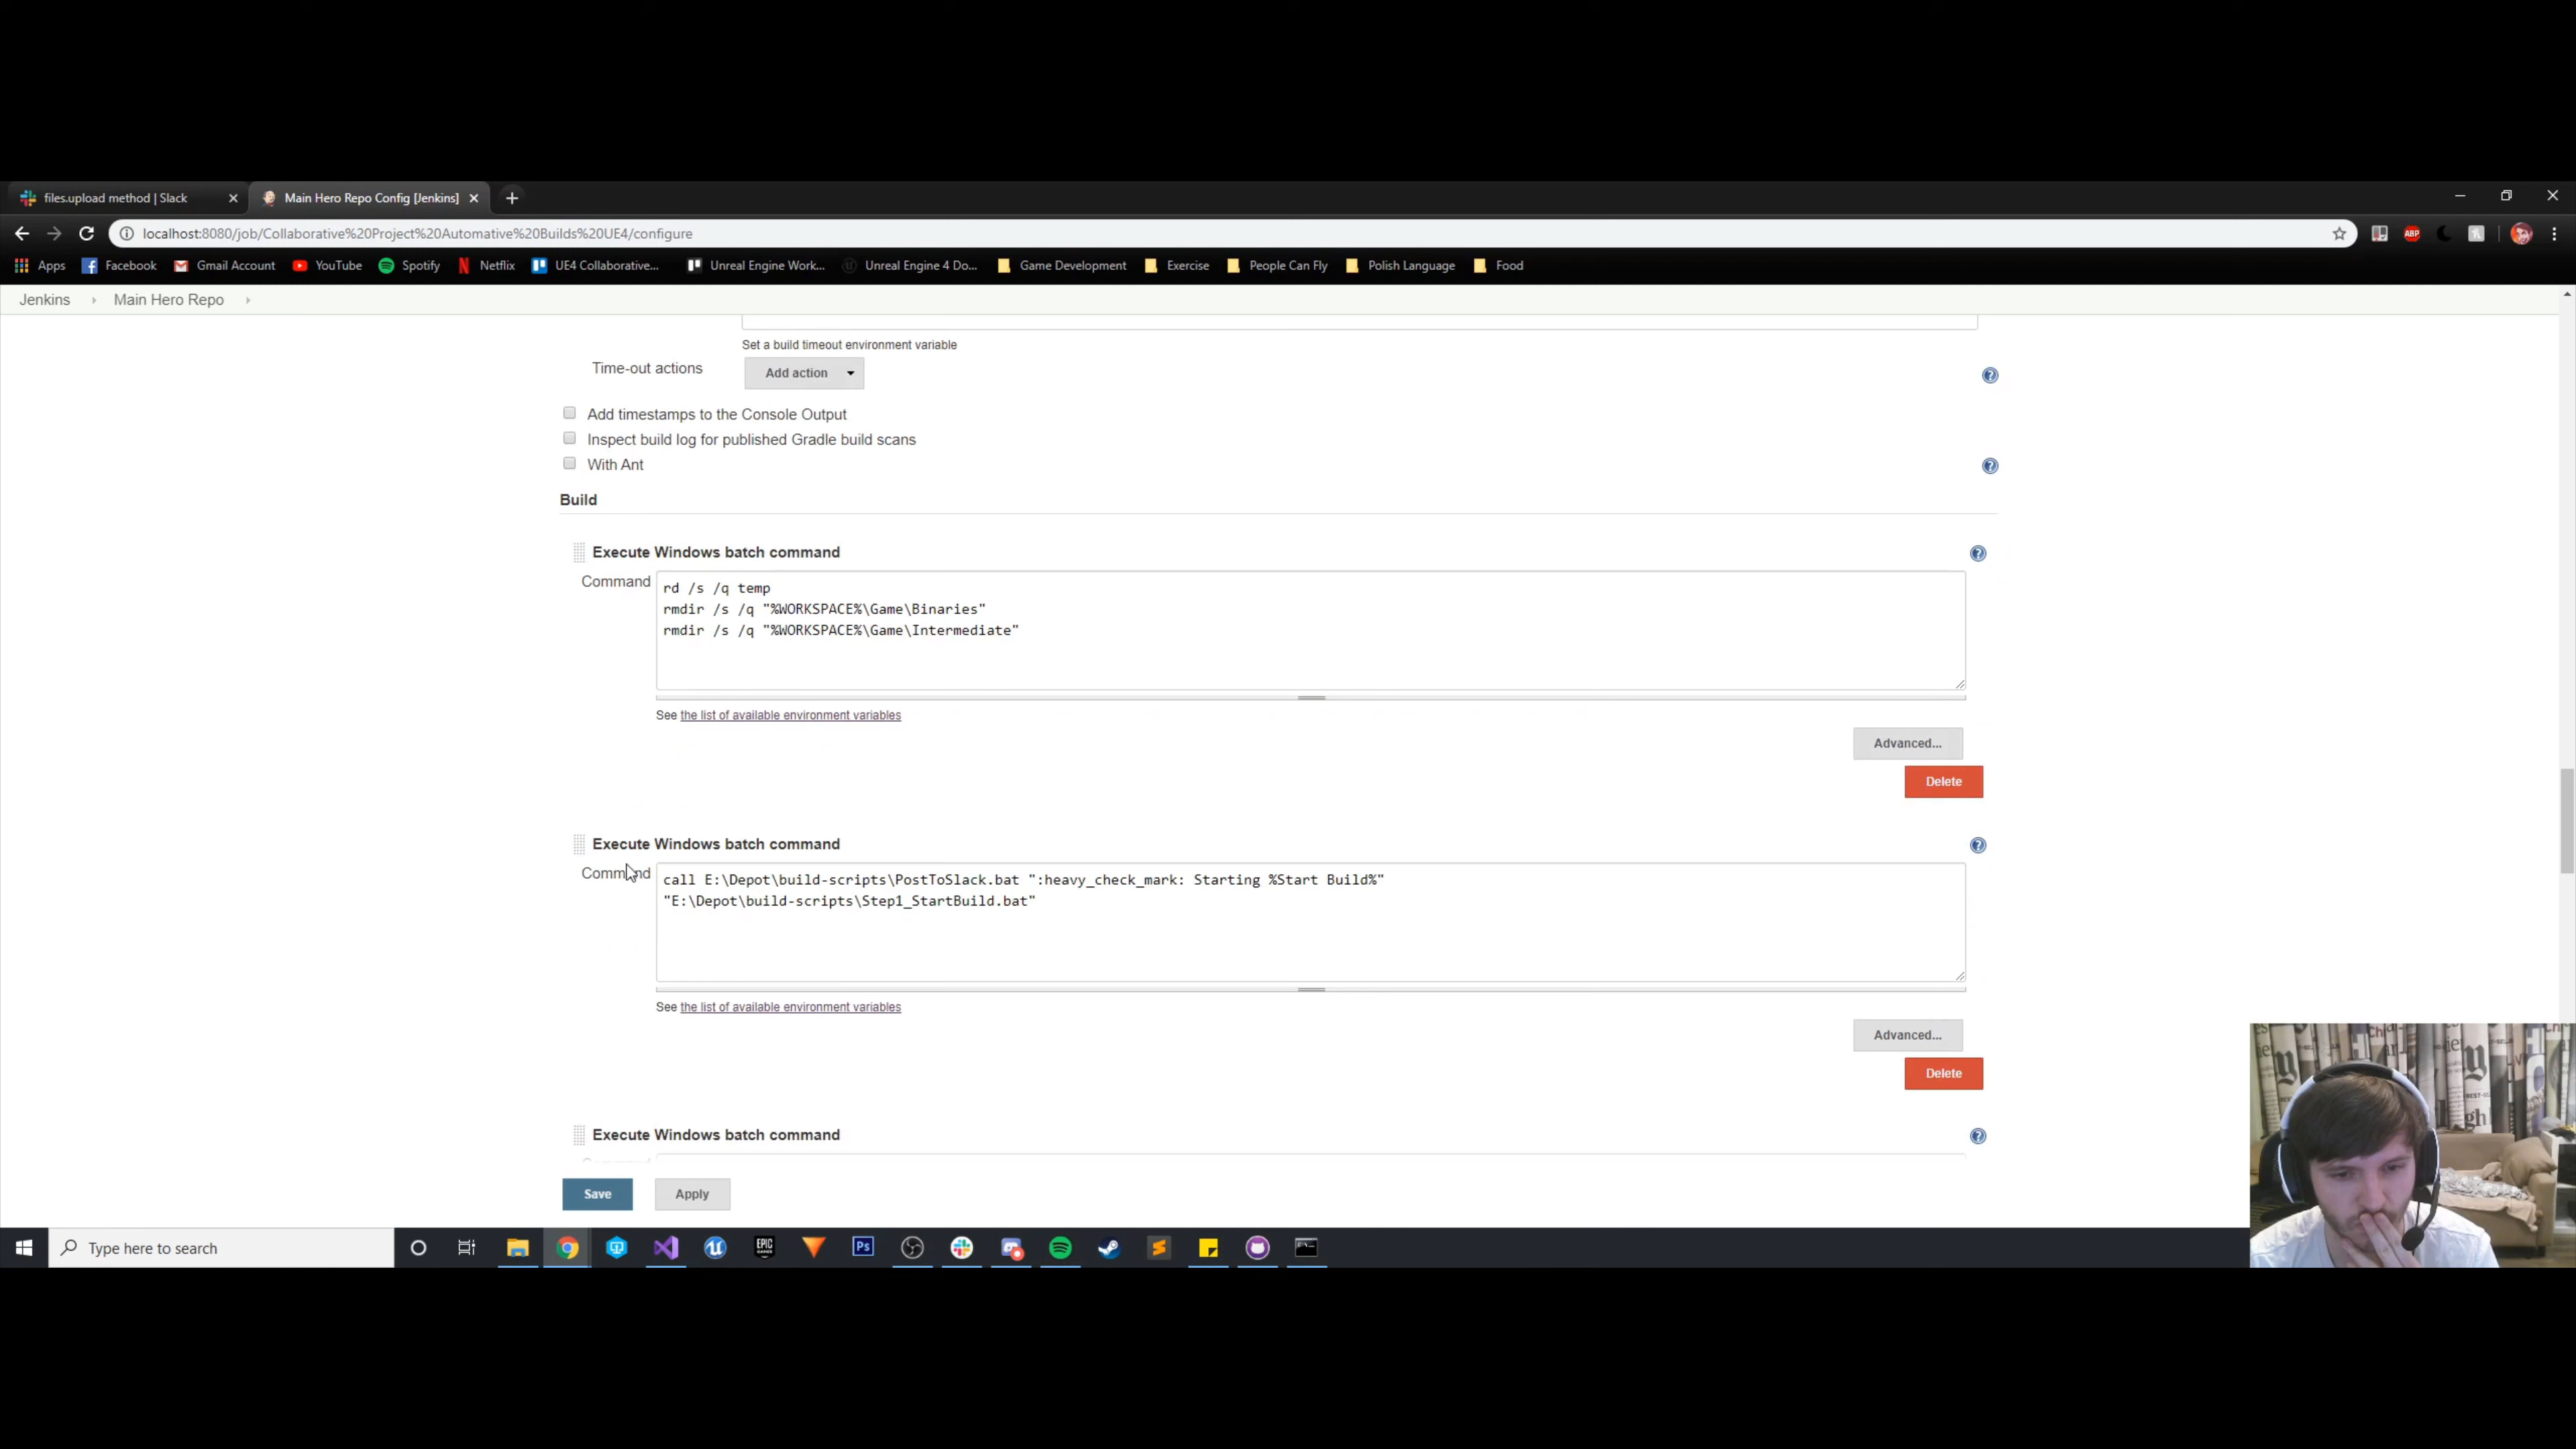 files.upload method | Slack
Main Hero Repo Config [Jenkins]
localhost:8080/job/Collaborative%20Project%20Automative%20Builds%20UE4/configure
ABP
Apps Facebook Gmail Account YouTube Spotify Netflix UE4 Collaborative... Unreal Engine Work... Unreal Engine 4 Do... Game Development Exercise People Can Fly Polish Language Food
Jenkins Main Hero Repo
Set a build timeout environment variable
Time-out actions
Add action
Add timestamps to the Console Output
Inspect build log for published Gradle build scans
With Ant
Build
Execute Windows batch command
Command
rd /s /q temp
rmdir /s /q "%WORKSPACE%\Game\Binaries"
rmdir /s /q "%WORKSPACE%\Game\Intermediate"
See the list of available environment variables
Advanced...
Delete
Execute Windows batch command
Command
call E:\Depot\build-scripts\PostToSlack.bat ":heavy_check_mark: Starting %Start Build%"
"E:\Depot\build-scripts\Step1_StartBuild.bat"
See the list of available environment variables
Advanced...
Delete
Execute Windows batch command
Save
Apply
Type here to search
EPIC GAMES
Ps